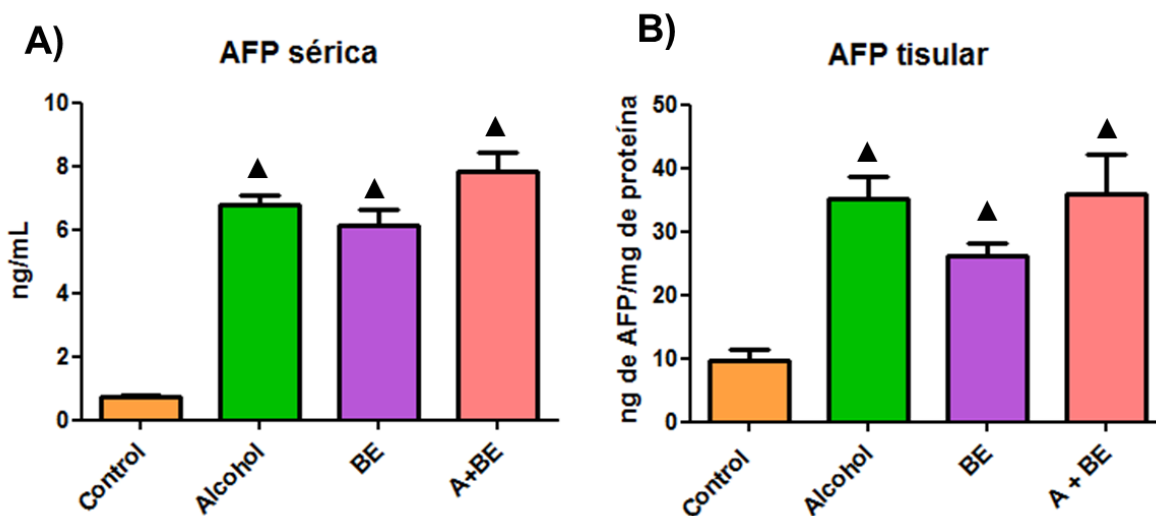 A)
AFP sérica
ng/mL
10
8
6
4
2
0
Control
Alcohol
BE
A+BE
B)
AFP tisular
ng de AFP/mg de proteína
50
40
30
20
10
0
Control
Alcohol
BE
A + BE